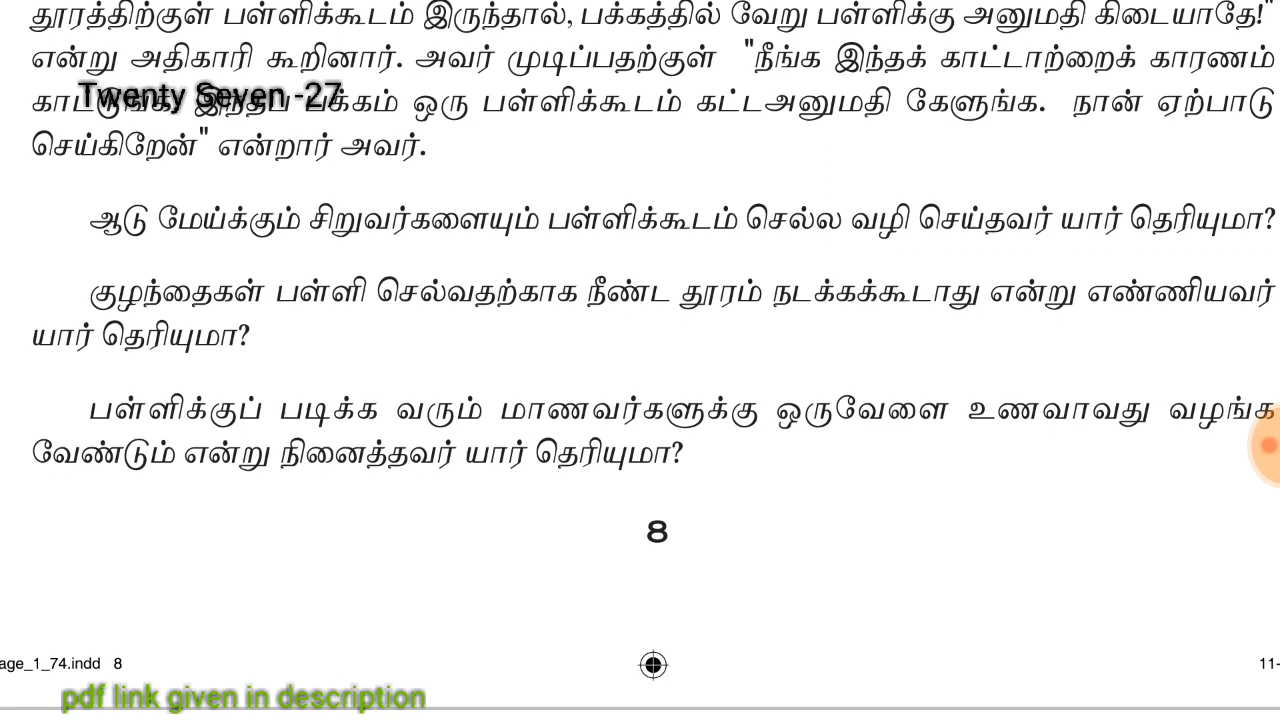 தூரத்திற்குள் பள்ளிக்கூடம் இருந்தால், பக்கத்தில் வேறு பள்ளிக்கு அனுமதி கிடையாதே!"
என்று அதிகாரி கூறினார். அவர் முடிப்பதற்குள் "நீங்க இந்தக் காட்டாற்றைக் காரணம்
Twenty Seven -27
பக்கம் ஒரு பள்ளிக்கூடம் கட்டஅனுமதி கேளுங்க. நான் ஏற்பாடு
செய்கிறேன்" என்றார் அவர்.
ஆடு மேய்க்கும் சிறுவர்களையும் பள்ளிக்கூடம் செல்ல வழி செய்தவர் யார் தெரியுமா?
குழந்தைகள் பள்ளி செல்வதற்காக நீண்ட தூரம் நடக்கக்கூடாது என்று எண்ணியவர்
யார் தெரியுமா?
பள்ளிக்குப் படிக்க வரும் மாணவர்களுக்கு ஒருவேளை உணவாவது வழங்க
வேண்டும் என்று நினைத்தவர் யார் தெரியுமா?
8
age_1_74.indd 8
11-
pdf link given in description